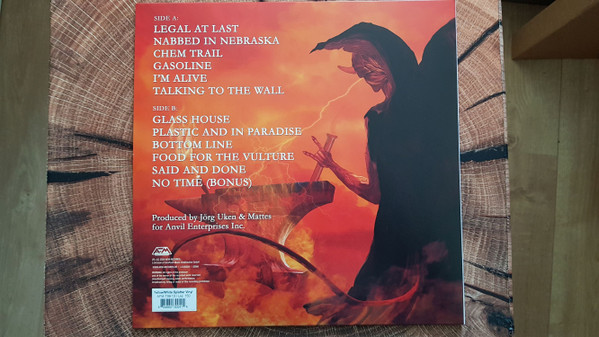 SIDE A:
LEGAL AT LAST
NABBED IN NEBRASKA
CHEM TRAIL
GASOLINE
I'M ALIVE
TALKING TO THE WALL
SIDE B:
GLASS HOUSE
PLASTIC AND IN PARADISE
BOTTOM LINE
FOOD FOR THE VULTURE
SAID AND DONE
NO TIME (BONUS)
Produced by Jörg Uken & Mattes
for Anvil Enterprises Inc.
AFM